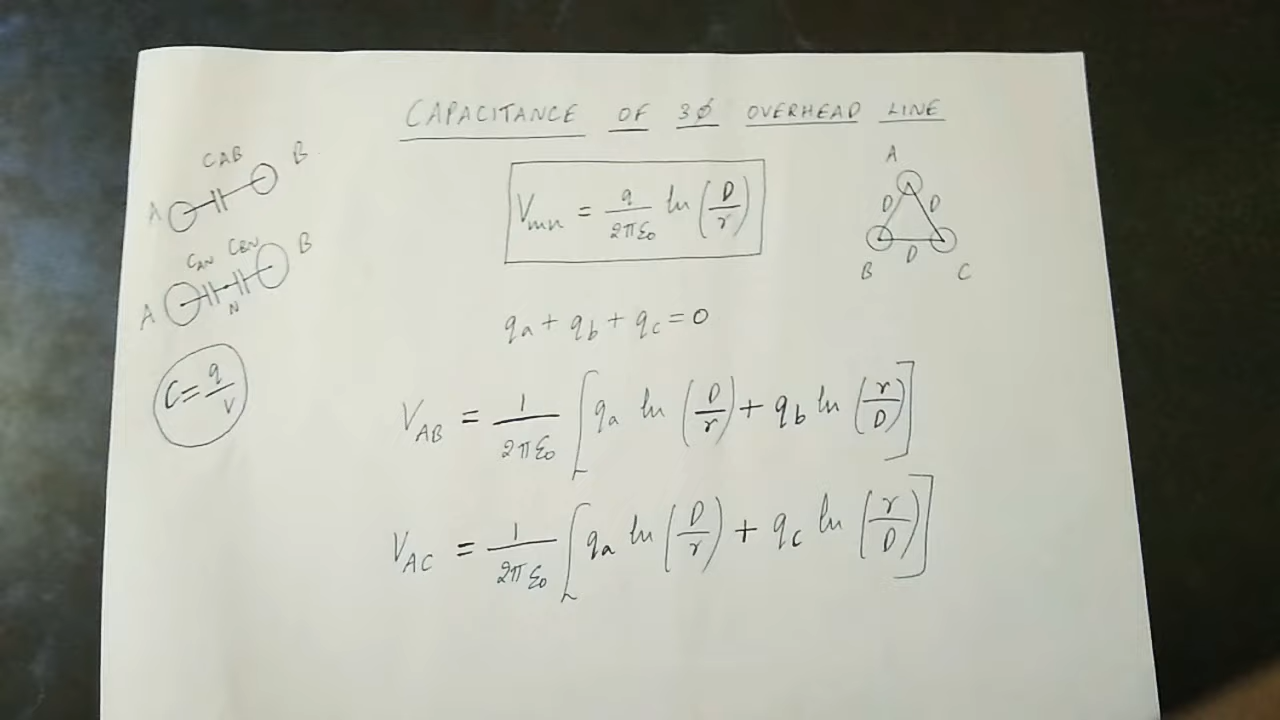 CAPACITANCE OF 3Ø OVERHEAD LINE
CAB
A B
CAN CBN
A N B
C = q/V
Vmn = q/2πε₀ ln (D/r)
A
D D
D
B C
qa + qb + qc = 0
VAB = 1/2πε₀ [qa ln (D/r) + qb ln (r/D)]
VAC = 1/2πε₀ [qa ln (D/r) + qc ln (r/D)]